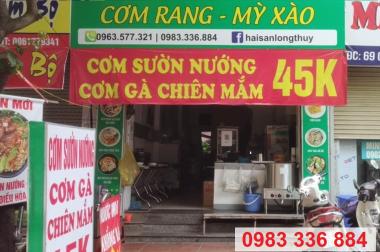 CƠM RANG - MỲ XÀO
0963.577.321 | 0983.336.884
haisanlongthuy
CƠM SƯỜN NƯỚNG
CƠM GÀ CHIÊN MẮM
45K
Bộ
CƠM SƯỜN NƯỚNG
CƠM GÀ
CHIÊN MẮM
0983 336 884